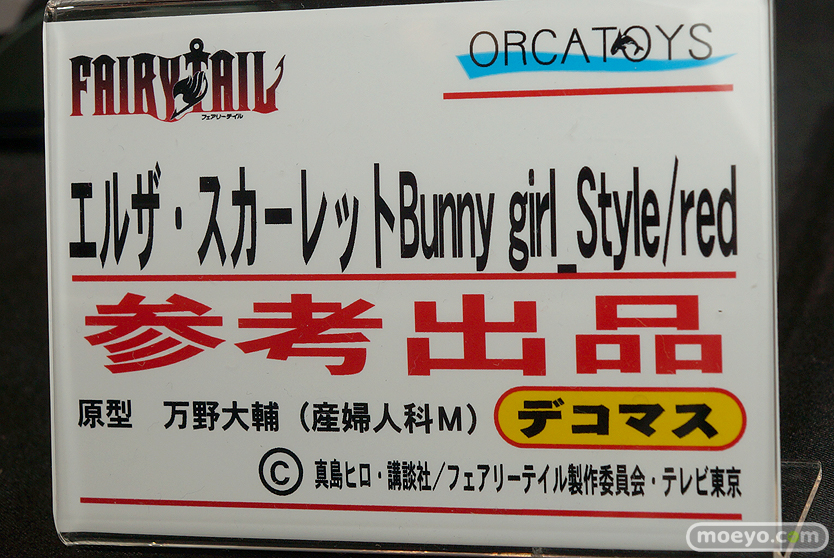 FAIRY TAIL
フェアリーテイル
ORCATOYS
エルザ・スカーレットBunny girl_Style/red
参考出品
原型　万野大輔（産婦人科M）
デコマス
©真島ヒロ・講談社/フェアリーテイル製作委員会・テレビ東京
moeyo.com